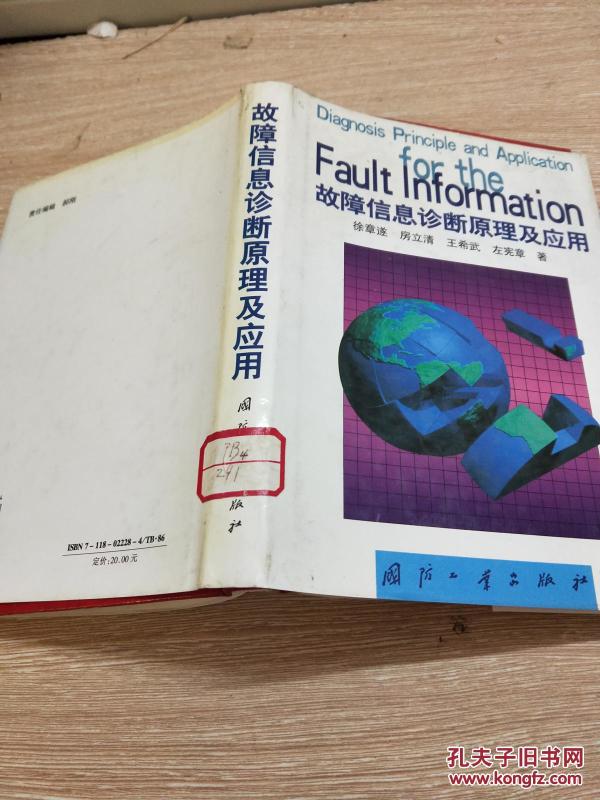 责任编辑 郝刚
ISBN 7-118-02228-4/TB·86
定价:20.00元
故障信息诊断原理及应用
国防
版社
TB4
241
Diagnosis Principle and Application
for the
Fault Information
故障信息诊断原理及应用
徐章遂 房立清 王希武 左宪章 著
国防工业出版社
孔夫子旧书网
www.kongfz.com